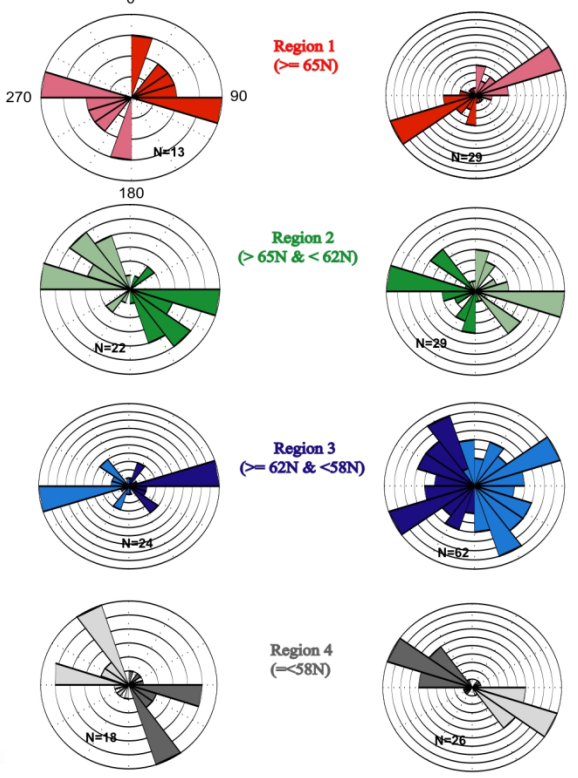 0
Region 1
(>= 65N)
270
90
N=13
N=29
180
Region 2
(> 65N & < 62N)
N=22
N=29
Region 3
(>= 62N & <58N)
N=24
N=62
Region 4
(=<58N)
N=18
N=26